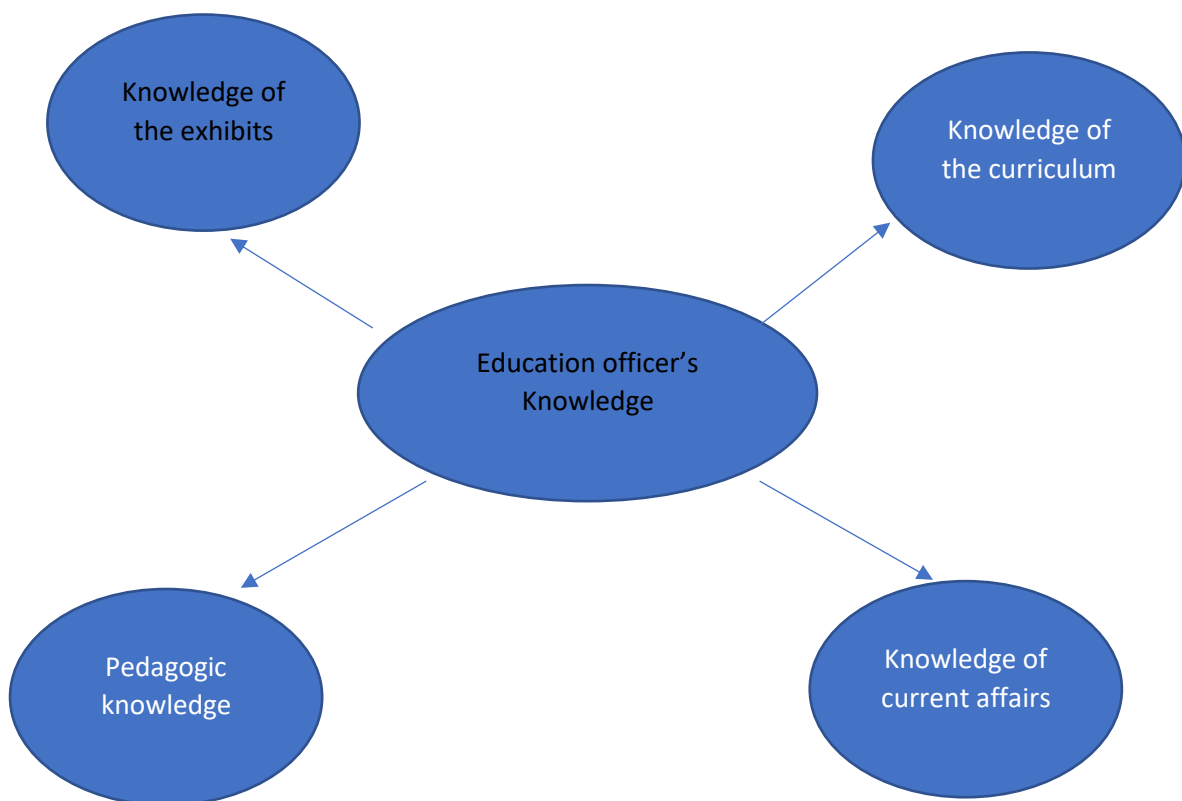 Knowledge of
the exhibits
Knowledge of
the curriculum
Education officer’s
Knowledge
Pedagogic
knowledge
Knowledge of
current affairs